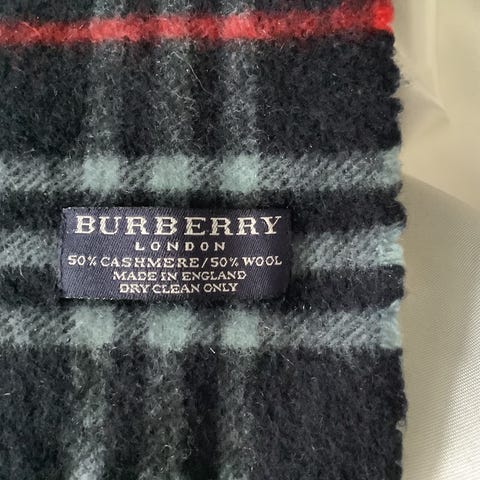 BURBERRY
LONDON
50% CASHMERE/50% WOOL
MADE IN ENGLAND
DRY CLEAN ONLY